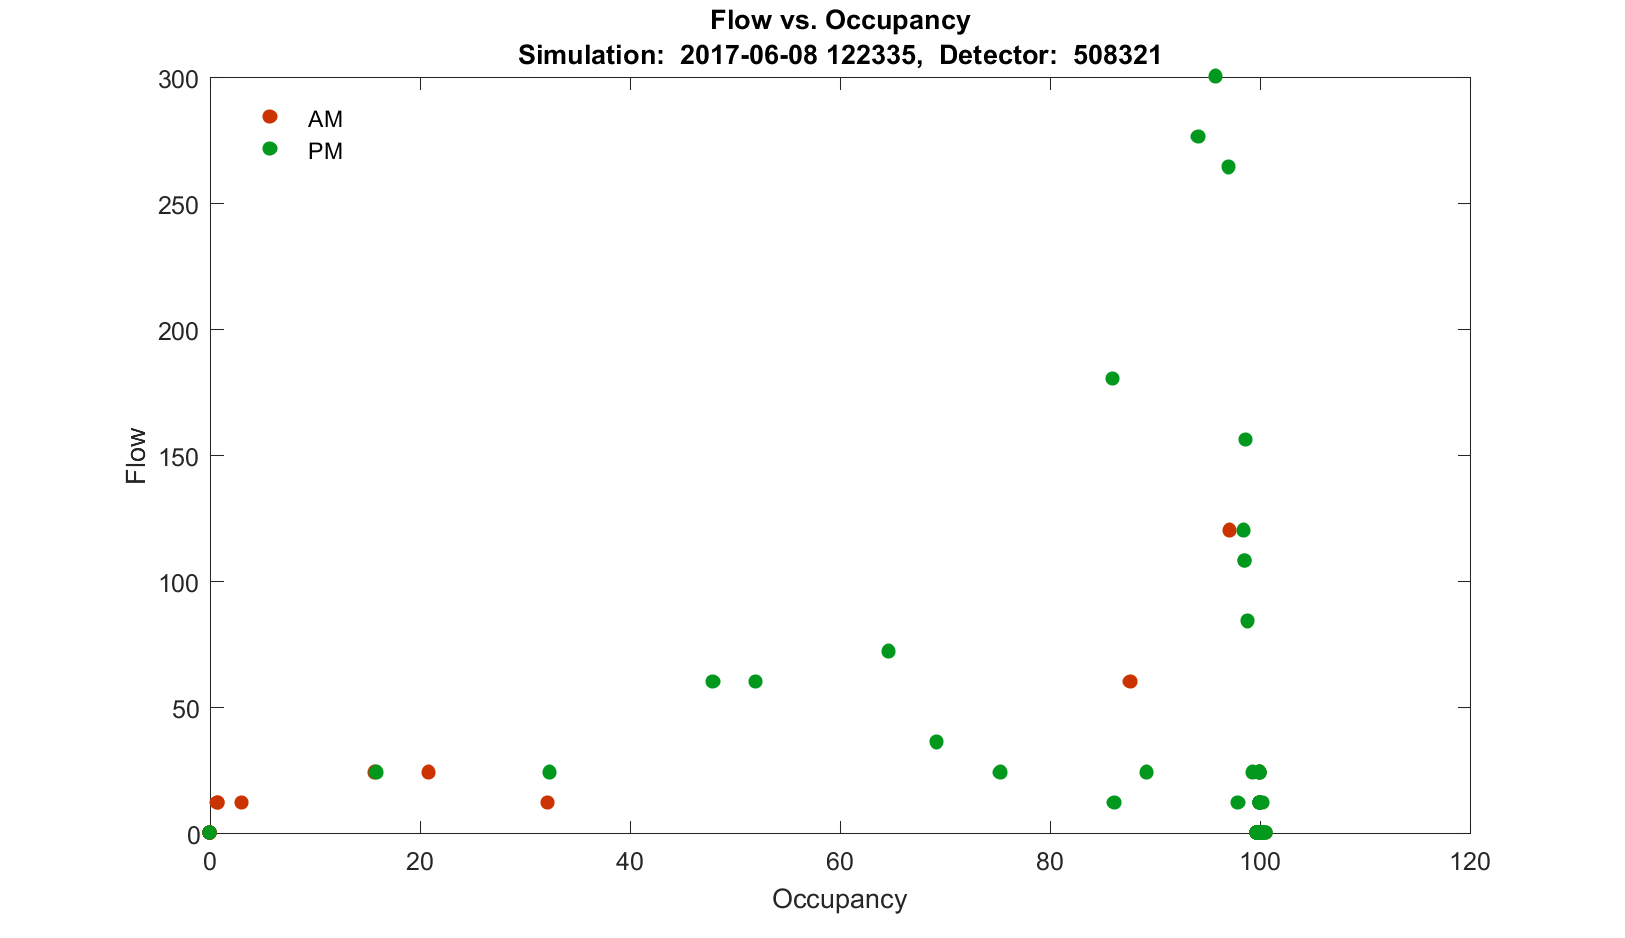 Flow vs. Occupancy
Simulation:  2017-06-08 122335,  Detector:  508321
300
AM
PM
250
200
150
100
50
0
Flow
0 20 40 60 80 100 120
Occupancy